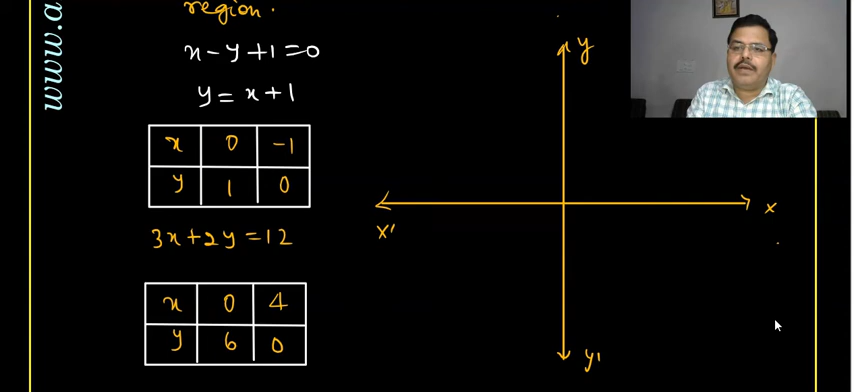 www.a
region.
x - y + 1 = 0
y = x + 1
x 0 -1
y 1 0
3x + 2y = 12
x 0 4
y 6 0
y
x
x'
y'